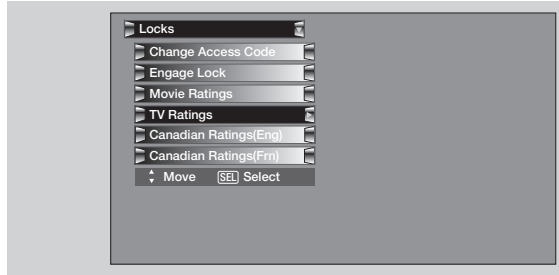 Locks
Change Access Code
Engage Lock
Movie Ratings
TV Ratings
Canadian Ratings(Eng)
Canadian Ratings(Frn)
Move SEL Select